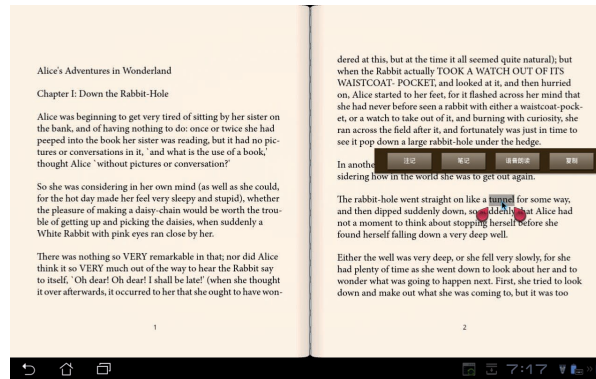 Alice's Adventures in Wonderland
Chapter I: Down the Rabbit-Hole
Alice was beginning to get very tired of sitting by her sister on
the bank, and of having nothing to do: once or twice she had
peeped into the book her sister was reading, but it had no pic-
tures or conversations in it, `and what is the use of a book,'
thought Alice `without pictures or conversation?'
So she was considering in her own mind (as well as she could,
for the hot day made her feel very sleepy and stupid), whether
the pleasure of making a daisy-chain would be worth the trou-
ble of getting up and picking the daisies, when suddenly a
White Rabbit with pink eyes ran close by her.
There was nothing so VERY remarkable in that; nor did Alice
think it so VERY much out of the way to hear the Rabbit say
to itself, `Oh dear! Oh dear! I shall be late!' (when she thought
it over afterwards, it occurred to her that she ought to have won-
1
dered at this, but at the time it all seemed quite natural); but
when the Rabbit actually TOOK A WATCH OUT OF ITS
WAISTCOAT- POCKET, and looked at it, and then hurried
on, Alice started to her feet, for it flashed across her mind that
she had never before seen a rabbit with either a waistcoat-pock-
et, or a watch to take out of it, and burning with curiosity, she
ran across the field after it, and fortunately was just in time to
see it pop down a large rabbit-hole under the hedge.
注记 笔记 语音朗读 复制
In anothe
sidering how in the world she was to get out again.
The rabbit-hole went straight on like a tunnel for some way,
and then dipped suddenly down, so suddenly that Alice had
not a moment to think about stopping herself before she
found herself falling down a very deep well.
Either the well was very deep, or she fell very slowly, for she
had plenty of time as she went down to look about her and to
wonder what was going to happen next. First, she tried to look
down and make out what she was coming to, but it was too
2
7:17